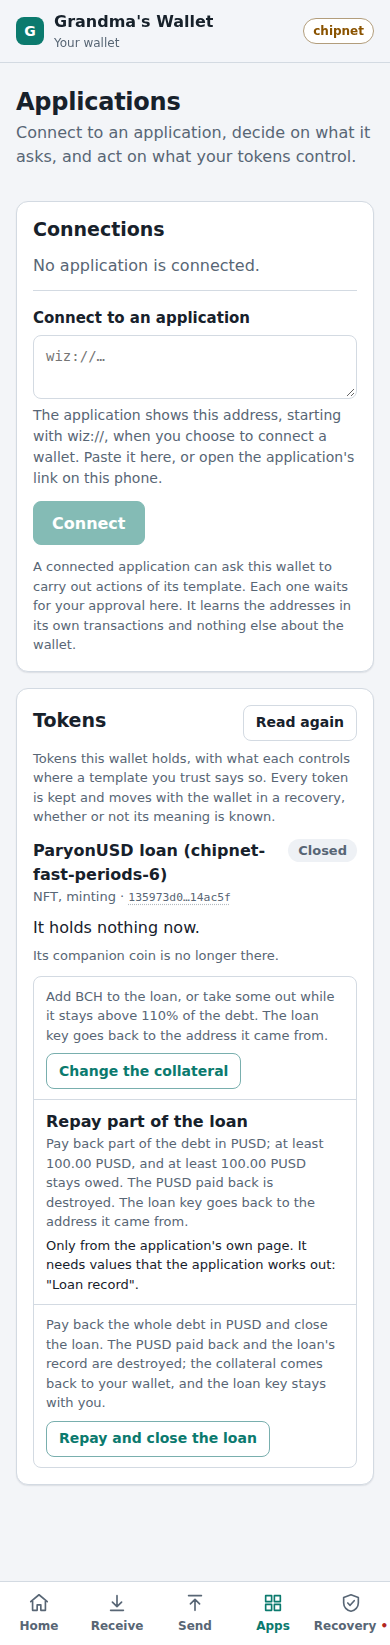 G
Grandma's Wallet
Your wallet
chipnet
Applications
Connect to an application, decide on what it
asks, and act on what your tokens control.
Connections
No application is connected.
Connect to an application
wiz://…
The application shows this address, starting
with wiz://, when you choose to connect a
wallet. Paste it here, or open the application's
link on this phone.
Connect
A connected application can ask this wallet to
carry out actions of its template. Each one waits
for your approval here. It learns the addresses in
its own transactions and nothing else about the
wallet.
Tokens
Read again
Tokens this wallet holds, with what each controls
where a template you trust says so. Every token
is kept and moves with the wallet in a recovery,
whether or not its meaning is known.
ParyonUSD loan (chipnet-
fast-periods-6)
Closed
NFT, minting · 135973d0…14ac5f
It holds nothing now.
Its companion coin is no longer there.
Add BCH to the loan, or take some out while
it stays above 110% of the debt. The loan
key goes back to the address it came from.
Change the collateral
Repay part of the loan
Pay back part of the debt in PUSD; at least
100.00 PUSD, and at least 100.00 PUSD
stays owed. The PUSD paid back is
destroyed. The loan key goes back to the
address it came from.
Only from the application's own page. It
needs values that the application works out:
"Loan record".
Pay back the whole debt in PUSD and close
the loan. The PUSD paid back and the loan's
record are destroyed; the collateral comes
back to your wallet, and the loan key stays
with you.
Repay and close the loan
Home
Receive
Send
Apps
Recovery •